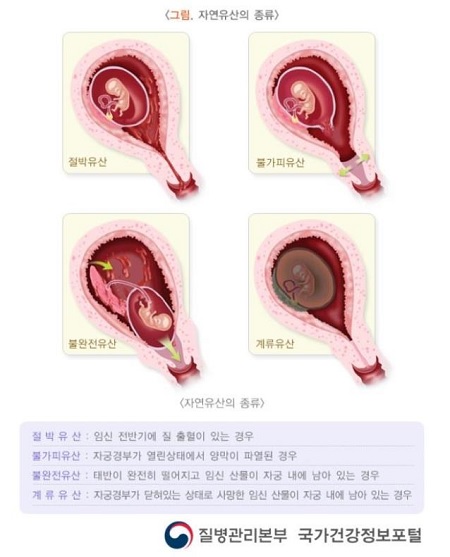 <그림. 자연유산의 종류>
절박유산
불가피유산
불완전유산
계류유산
<자연유산의 종류>
절 박 유 산 : 임신 전반기에 질 출혈이 있는 경우
불가피유산 : 자궁경부가 열린상태에서 양막이 파열된 경우
불완전유산 : 태반이 완전히 떨어지고 임신 산물이 자궁 내에 남아 있는 경우
계 류 유 산 : 자궁경부가 닫혀있는 상태로 사망한 임신 산물이 자궁 내에 남아 있는 경우
질병관리본부 국가건강정보포털